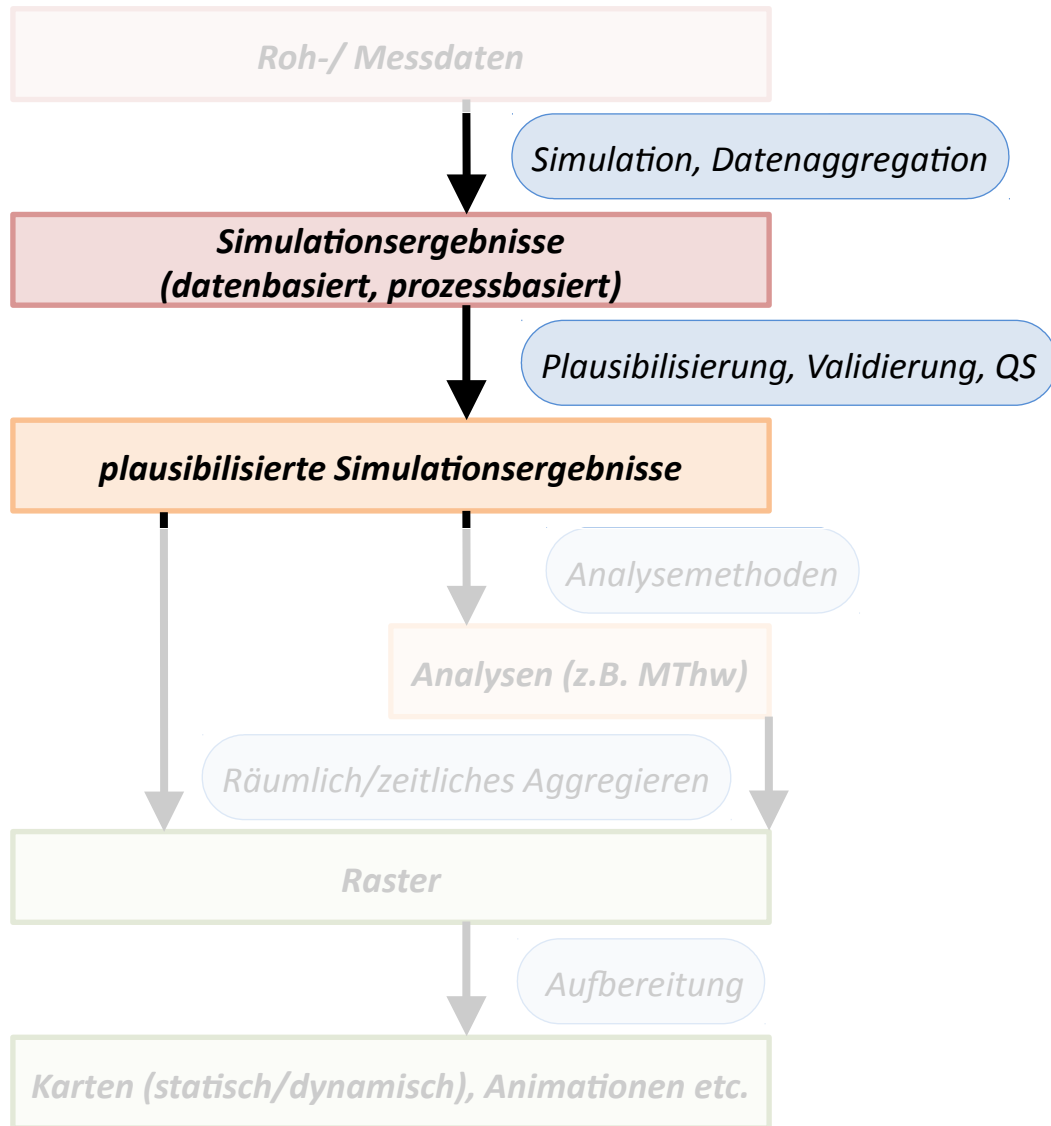 Roh-/ Messdaten
Simulation, Datenaggregation
Simulationsergebnisse
(datenbasiert, prozessbasiert)
Plausibilisierung, Validierung, QS
plausibilisierte Simulationsergebnisse
Analysemethoden
Analysen (z.B. MThw)
Räumlich/zeitliches Aggregieren
Raster
Aufbereitung
Karten (statisch/dynamisch), Animationen etc.